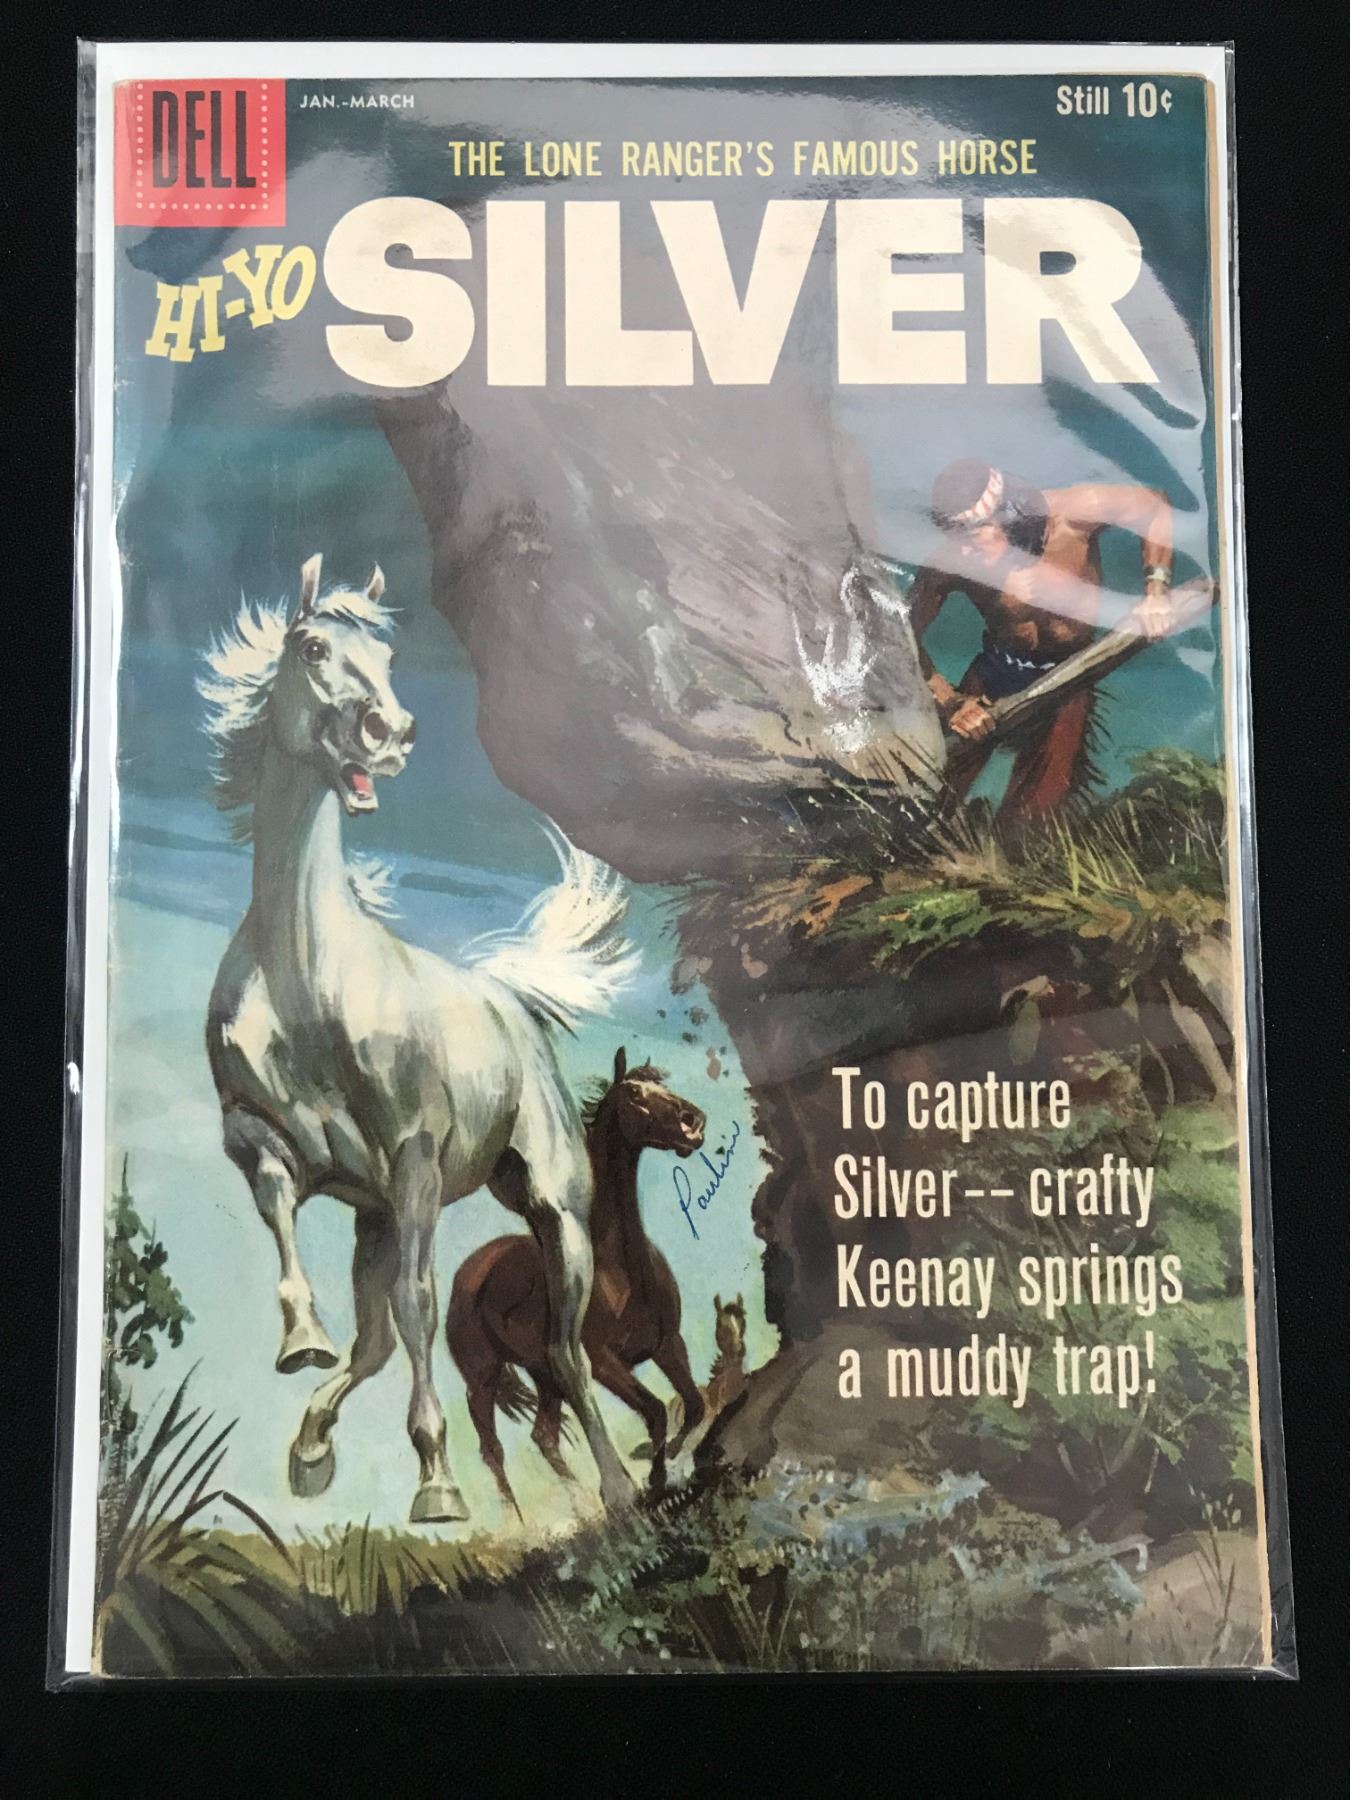 DELL
JAN.-MARCH
Still 10¢
THE LONE RANGER'S FAMOUS HORSE
HI-YO
SILVER
Paulini
To capture
Silver -- crafty
Keenay springs
a muddy trap!